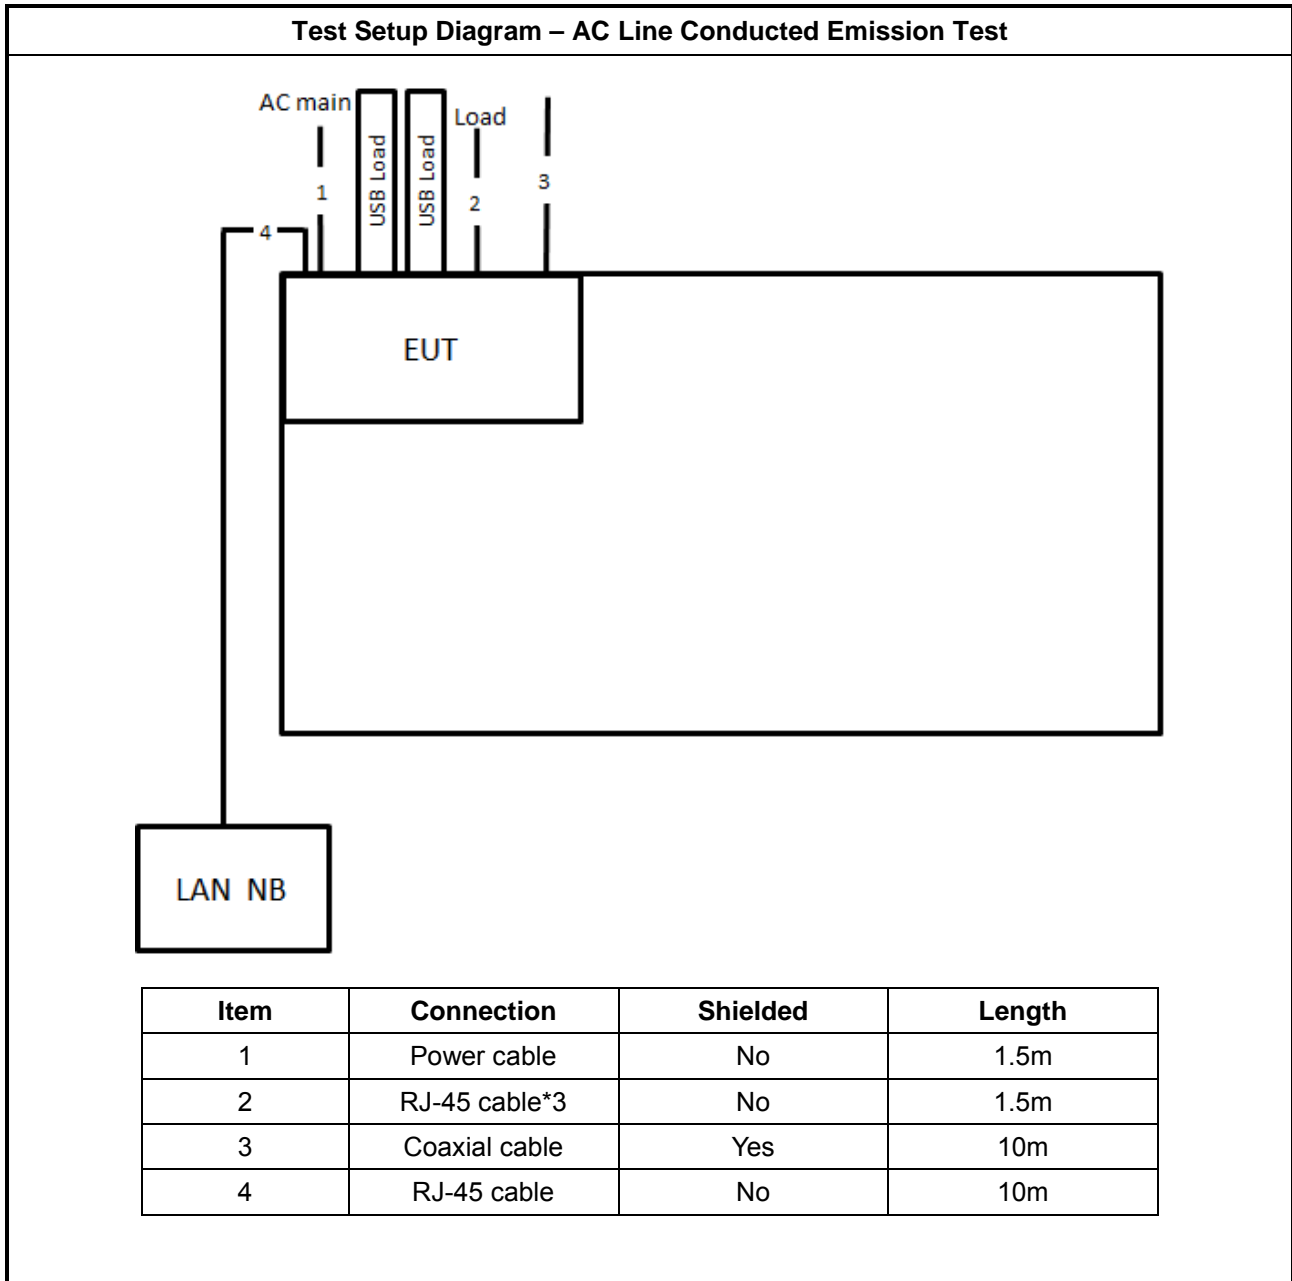 Test Setup Diagram – AC Line Conducted Emission Test
AC main
USB Load
USB Load
Load
1
2
3
4
EUT
LAN NB
Item Connection Shielded Length
1 Power cable No 1.5m
2 RJ-45 cable*3 No 1.5m
3 Coaxial cable Yes 10m
4 RJ-45 cable No 10m